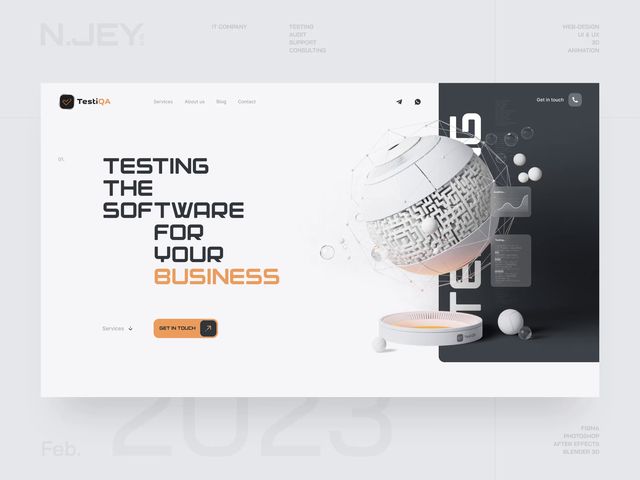 N.JEY
IT COMPANY
TESTING
AUDIT
SUPPORT
CONSULTING
WEB-DESIGN
UI & UX
3D
ANIMATION
TestiQA
Services
About us
Blog
Contact
Get in touch
01.
TESTING
THE
SOFTWARE
FOR
YOUR
BUSINESS
Services
GET IN TOUCH
TestiQA
Feb.
2023
FIGMA
PHOTOSHOP
AFTER EFFECTS
BLENDER 3D